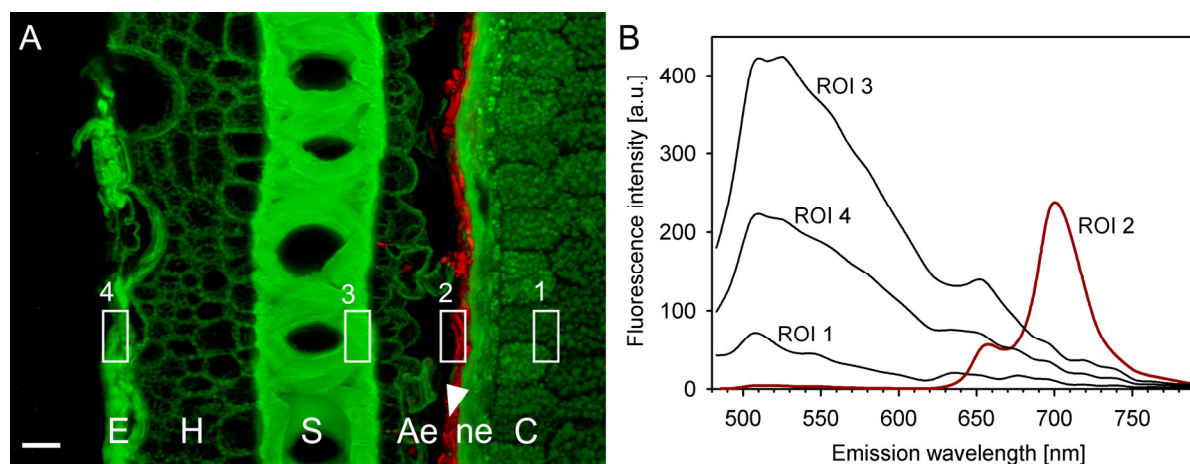 A
4
3
2
1
E H S Ae ne C
B
Fluorescence intensity [a.u.]
400
300
200
100
0
ROI 3
ROI 4
ROI 1
ROI 2
500 550 600 650 700 750
Emission wavelength [nm]